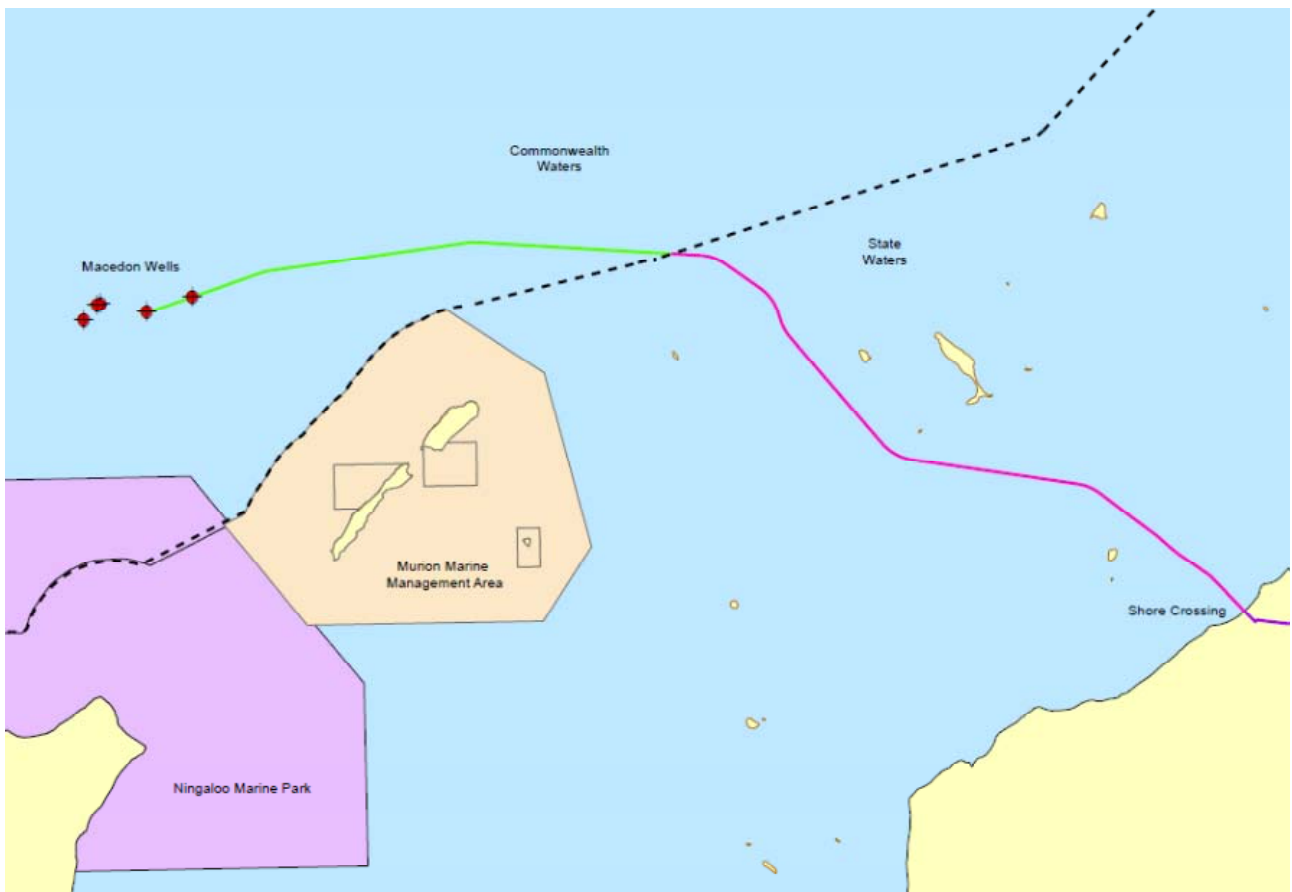 Commonwealth
Waters
State
Waters
Macedon Wells
Murion Marine
Management Area
Shore Crossing
Ningaloo Marine Park